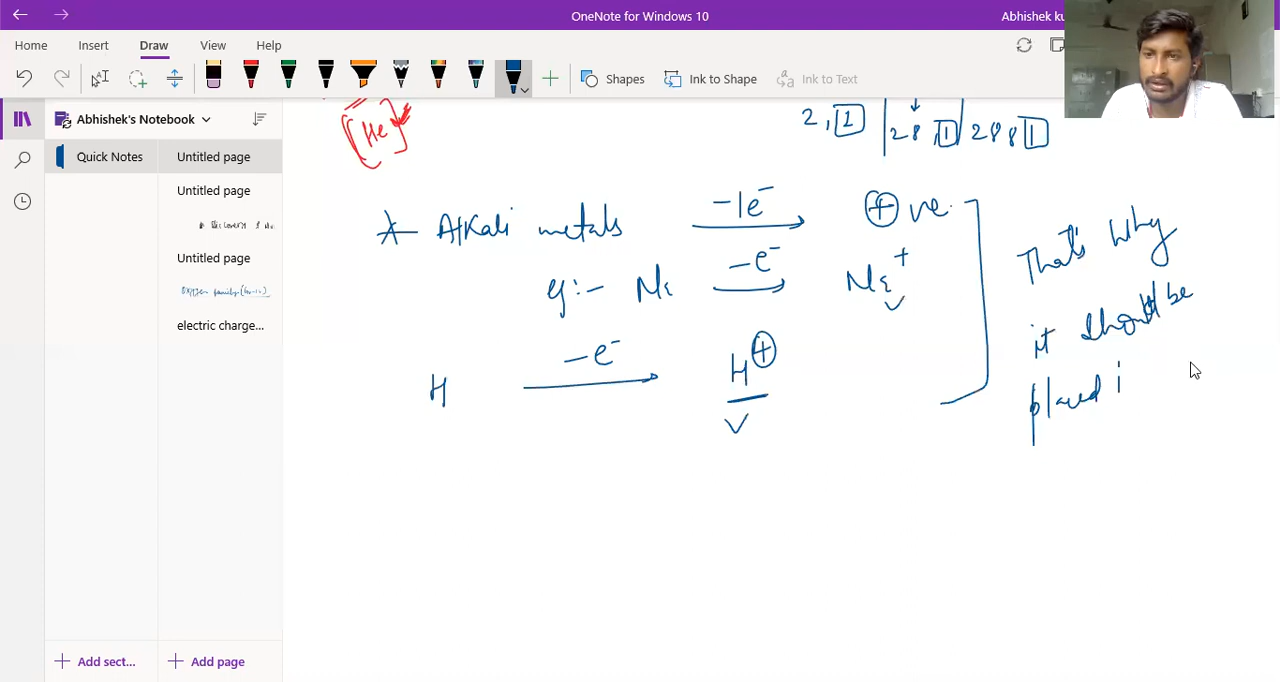 OneNote for Windows 10
Abhishek ku
Home Insert Draw View Help
Shapes Ink to Shape Ink to Text
Abhishek's Notebook
Quick Notes
Untitled page
Untitled page
Untitled page
Oxygen family
electric charge...
Add sect...
Add page
[He]
2, 1 | 2 8, 1 | 2 8 8 1
Alkali metals −1e⁻ → ⊕ve
eg:- Na −e⁻ → Na⁺
H −e⁻ → H⊕
That's Why
it should be
placed i